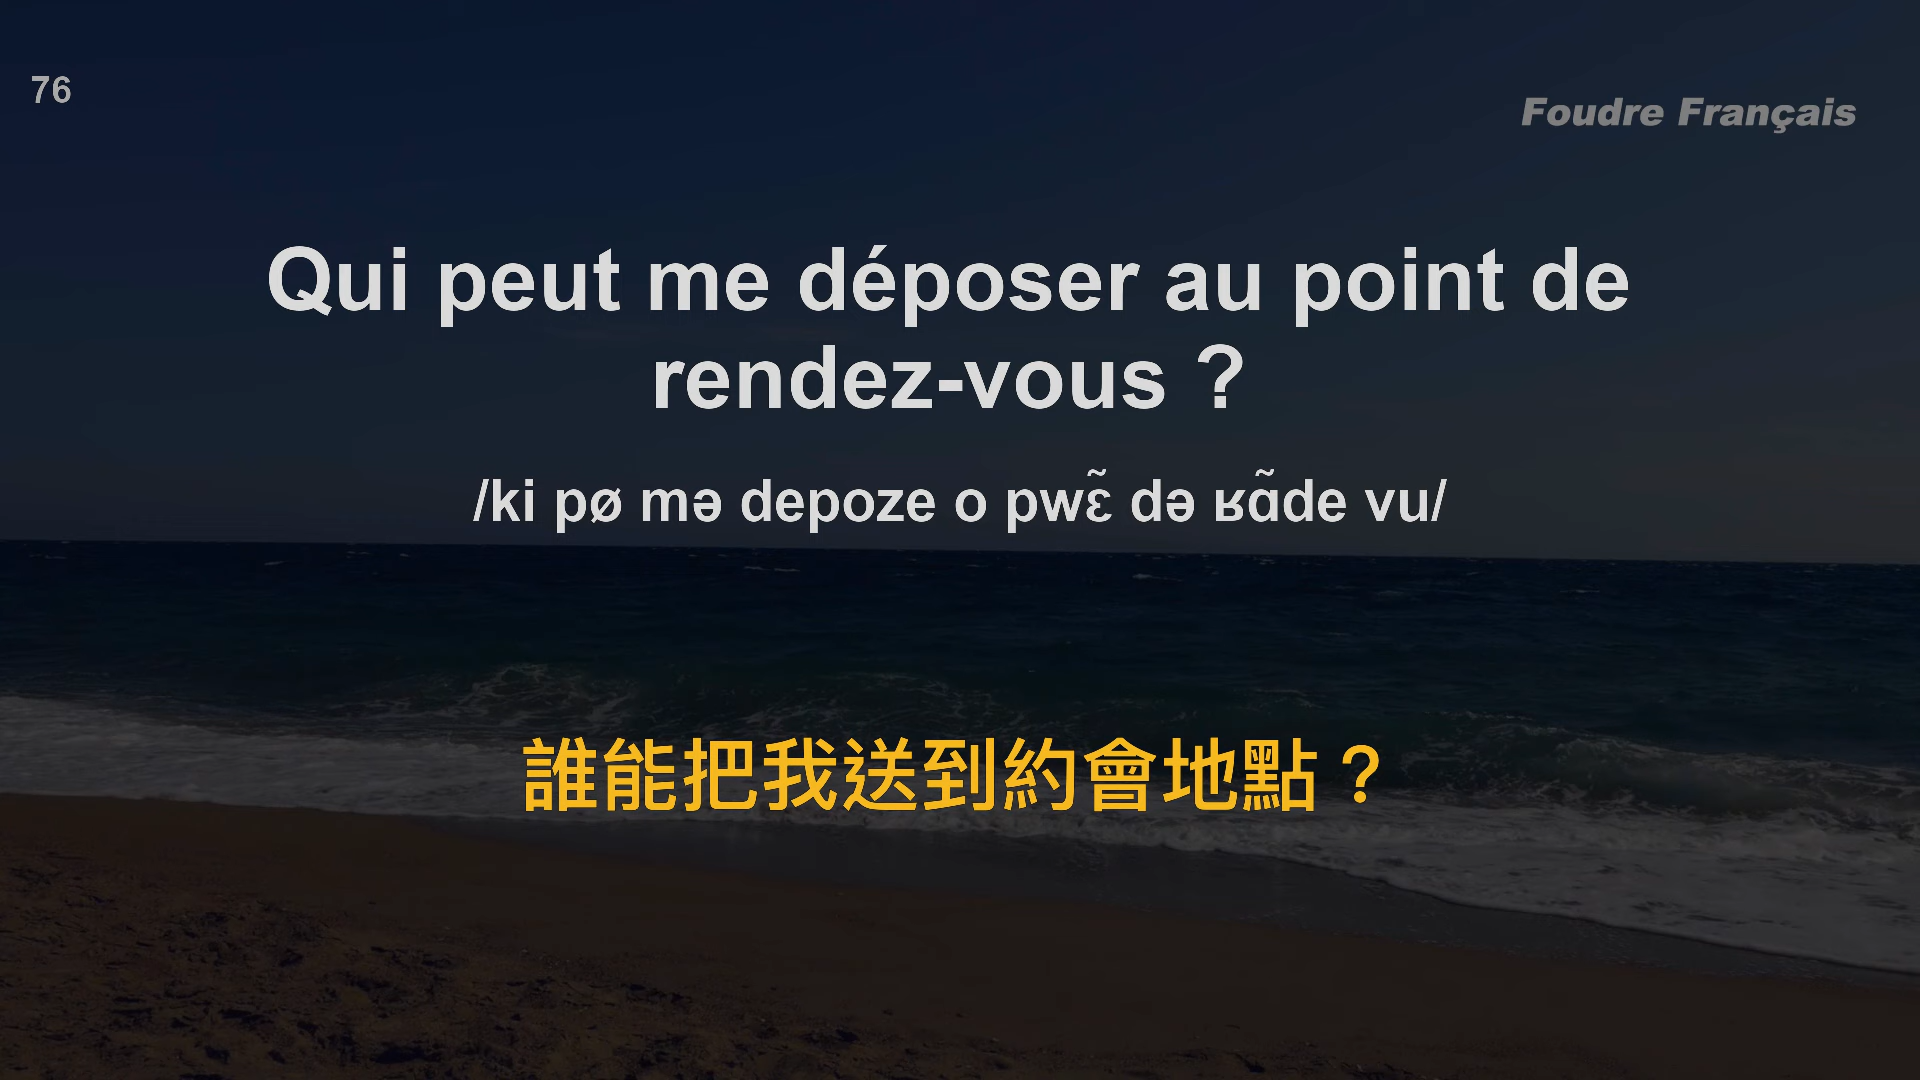 76
Foudre Français
Qui peut me déposer au point de
rendez-vous ?
/ki pø mə depoze o pwɛ̃ də ʁɑ̃de vu/
誰能把我送到約會地點？